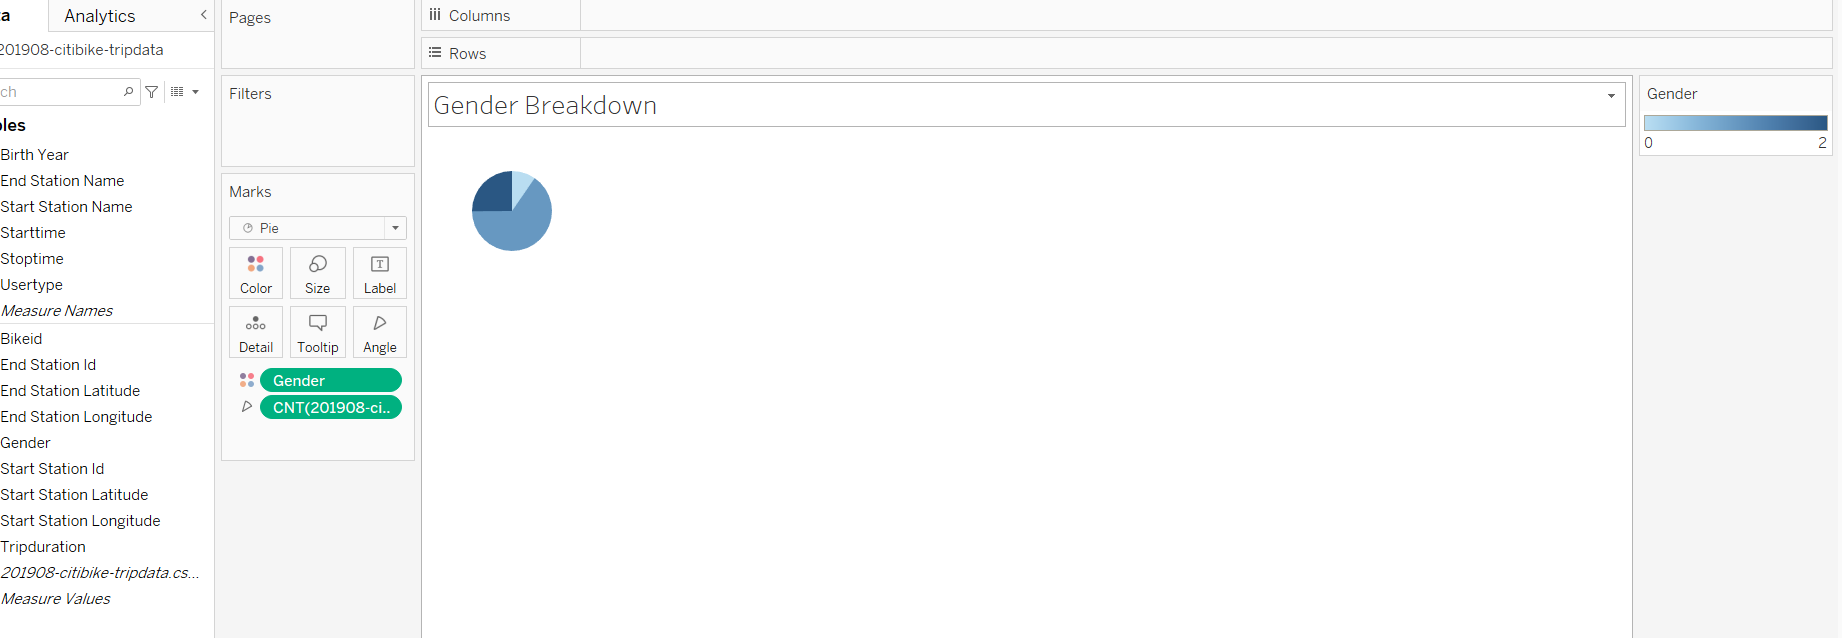 a
Analytics
201908-citibike-tripdata
ch
bles
Birth Year
End Station Name
Start Station Name
Starttime
Stoptime
Usertype
Measure Names
Bikeid
End Station Id
End Station Latitude
End Station Longitude
Gender
Start Station Id
Start Station Latitude
Start Station Longitude
Tripduration
201908-citibike-tripdata.cs...
Measure Values
Pages
Filters
Marks
Pie
Color Size Label
T
Detail Tooltip Angle
Gender
CNT(201908-ci..
Columns
Rows
Gender Breakdown
Gender
0 2